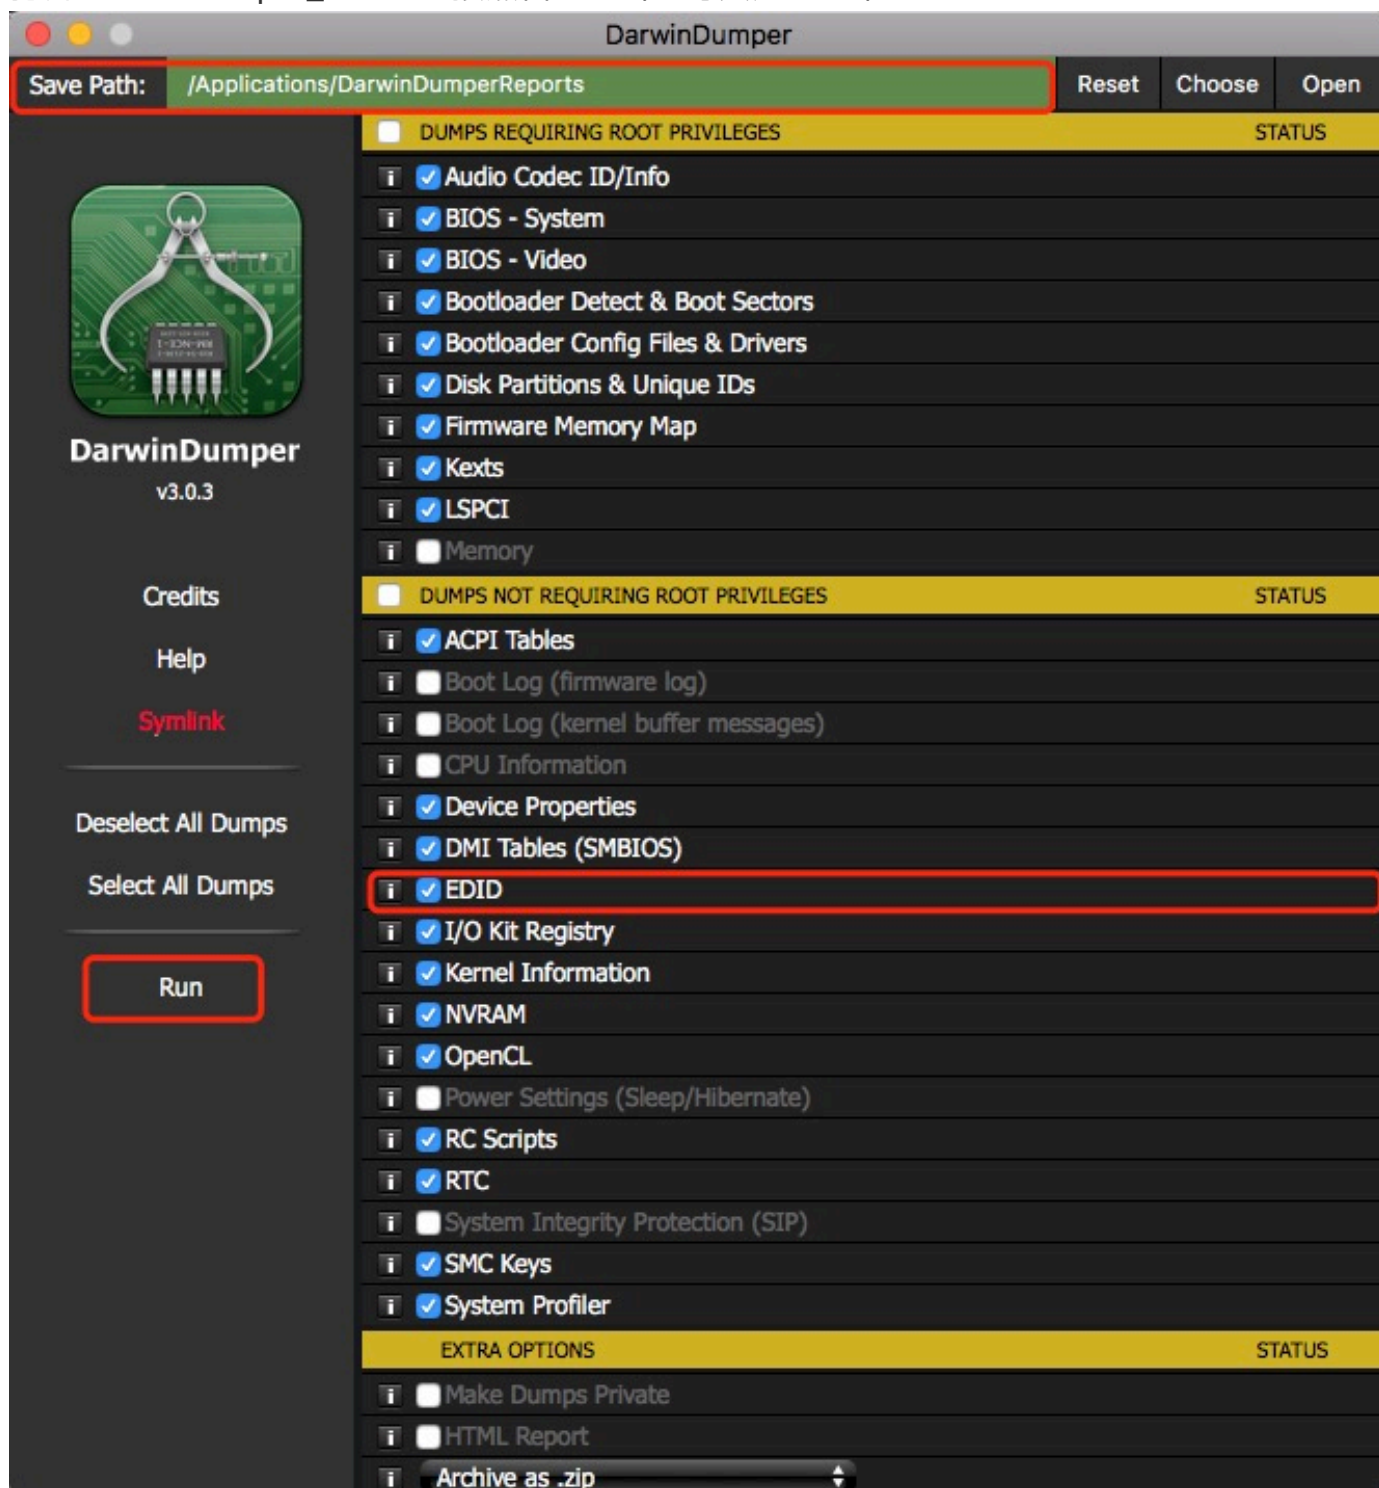 DarwinDumper
Save Path: /Applications/DarwinDumperReports Reset Choose Open
DUMPS REQUIRING ROOT PRIVILEGES STATUS
i Audio Codec ID/Info
i BIOS - System
i BIOS - Video
i Bootloader Detect & Boot Sectors
i Bootloader Config Files & Drivers
i Disk Partitions & Unique IDs
i Firmware Memory Map
i Kexts
i LSPCI
i Memory
DarwinDumper
v3.0.3
Credits
Help
Symlink
Deselect All Dumps
Select All Dumps
Run
DUMPS NOT REQUIRING ROOT PRIVILEGES STATUS
i ACPI Tables
i Boot Log (firmware log)
i Boot Log (kernel buffer messages)
i CPU Information
i Device Properties
i DMI Tables (SMBIOS)
i EDID
i I/O Kit Registry
i Kernel Information
i NVRAM
i OpenCL
i Power Settings (Sleep/Hibernate)
i RC Scripts
i RTC
i System Integrity Protection (SIP)
i SMC Keys
i System Profiler
EXTRA OPTIONS STATUS
i Make Dumps Private
i HTML Report
i Archive as .zip